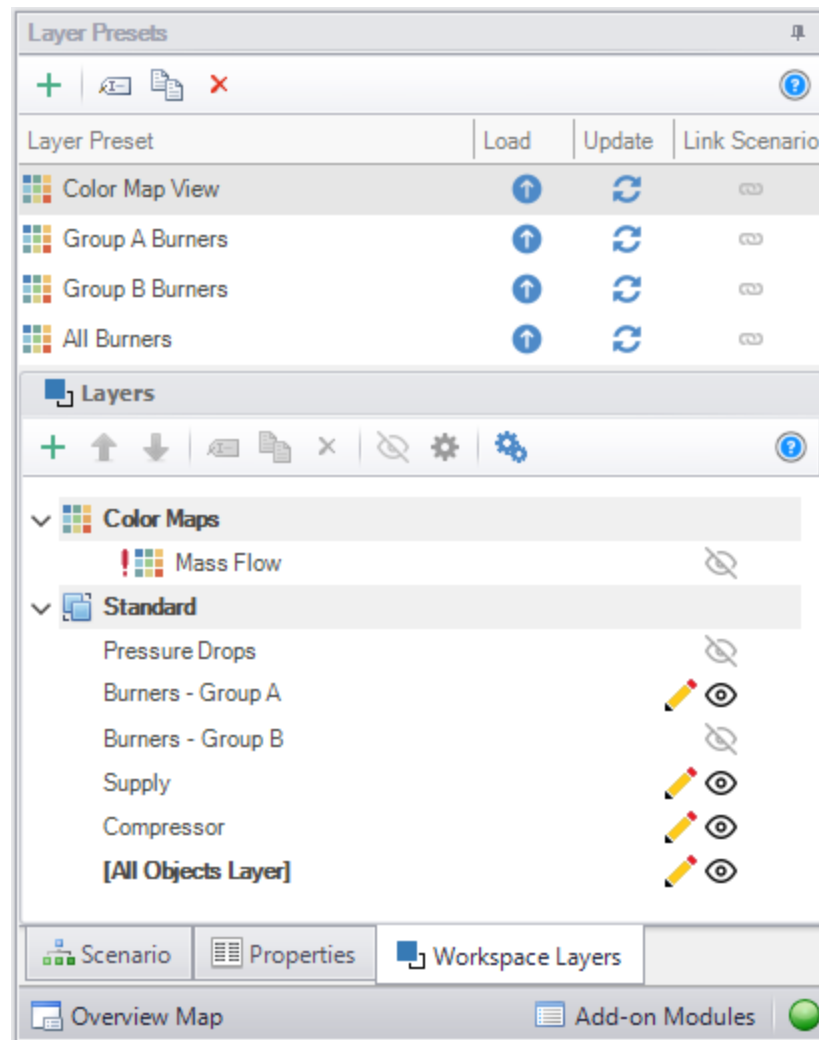 Layer Presets
Layer Preset Load Update Link Scenario
Color Map View
Group A Burners
Group B Burners
All Burners
Layers
Color Maps
Mass Flow
Standard
Pressure Drops
Burners - Group A
Burners - Group B
Supply
Compressor
[All Objects Layer]
Scenario Properties Workspace Layers
Overview Map Add-on Modules